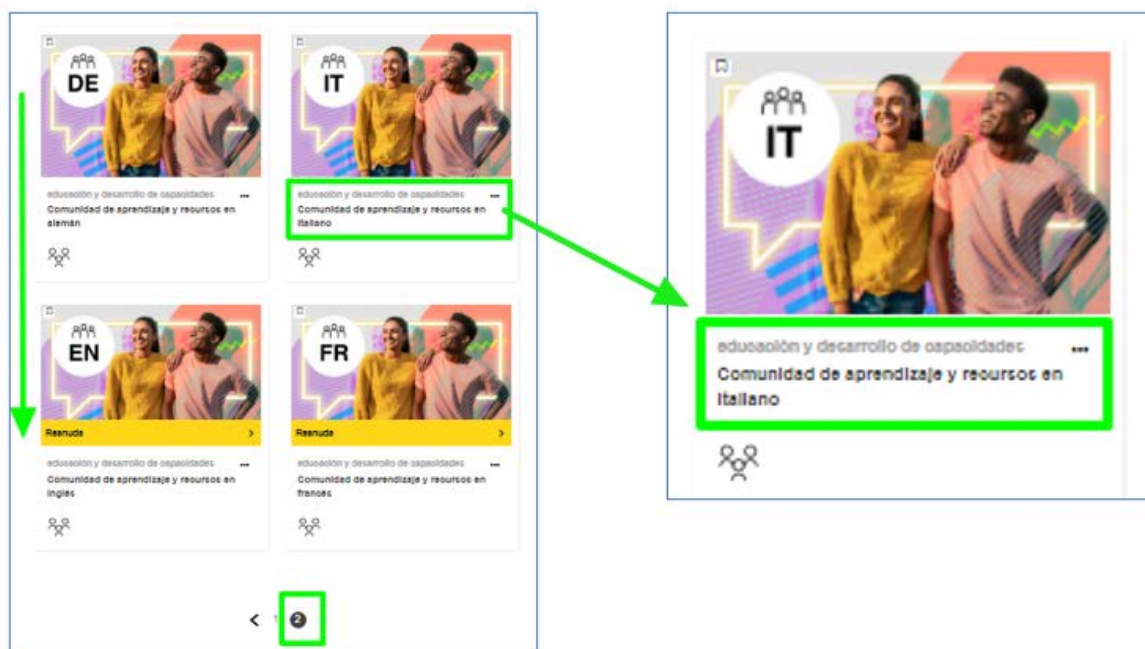 DE
educación y desarrollo de capacidades
Comunidad de aprendizaje y recursos en
alemán
IT
educación y desarrollo de capacidades
Comunidad de aprendizaje y recursos en
italiano
EN
Reanuda
educación y desarrollo de capacidades
Comunidad de aprendizaje y recursos en
inglés
FR
Reanuda
educación y desarrollo de capacidades
Comunidad de aprendizaje y recursos en
francés
< 1 2
IT
educación y desarrollo de capacidades
Comunidad de aprendizaje y recursos en
italiano